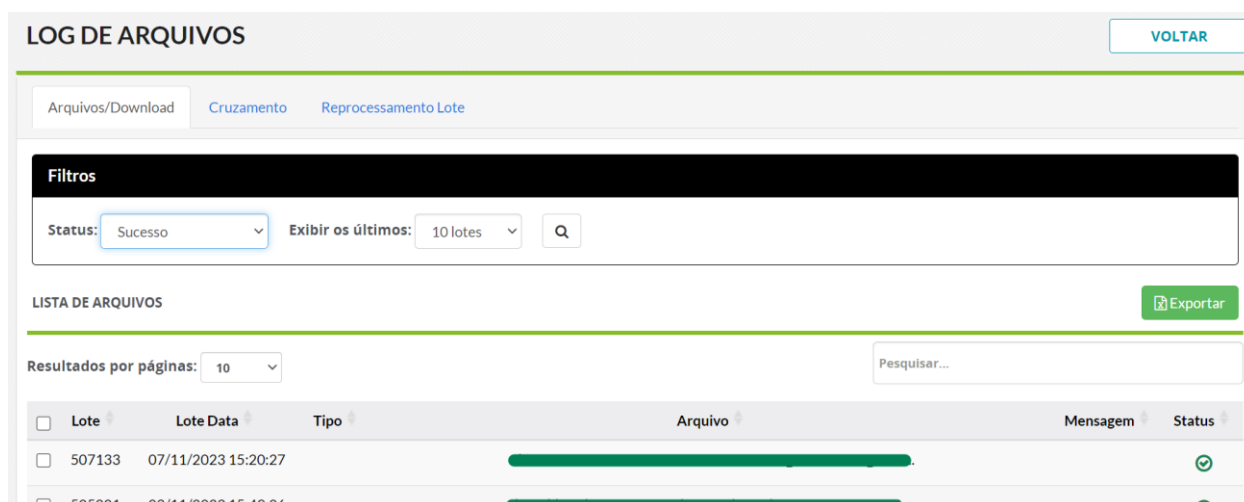 LOG DE ARQUIVOS VOLTAR
Arquivos/Download Cruzamento Reprocessamento Lote
Filtros
Status: Sucesso Exibir os últimos: 10 lotes
LISTA DE ARQUIVOS Exportar
Resultados por páginas: 10 Pesquisar...
Lote Lote Data Tipo Arquivo Mensagem Status
507133 07/11/2023 15:20:27